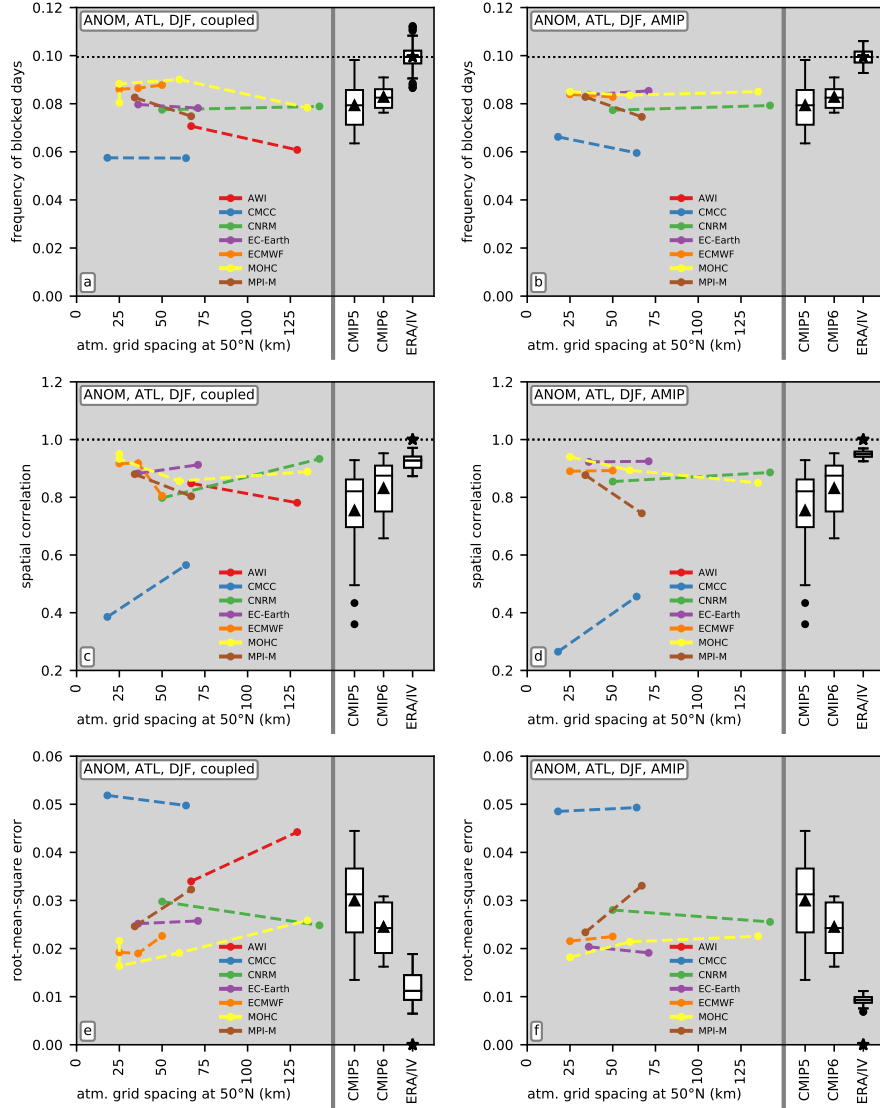 ANOM, ATL, DJF, coupled
frequency of blocked days
0.12
0.10
0.08
0.06
0.04
0.02
0.00
AWI
CMCC
CNRM
EC-Earth
ECMWF
MOHC
MPI-M
a
0
25
50
75
100
125
CMIP5
CMIP6
ERA/IV
atm. grid spacing at 50°N (km)
ANOM, ATL, DJF, AMIP
frequency of blocked days
0.12
0.10
0.08
0.06
0.04
0.02
0.00
AWI
CMCC
CNRM
EC-Earth
ECMWF
MOHC
MPI-M
b
0
25
50
75
100
125
CMIP5
CMIP6
ERA/IV
atm. grid spacing at 50°N (km)
ANOM, ATL, DJF, coupled
spatial correlation
1.2
1.0
0.8
0.6
0.4
0.2
AWI
CMCC
CNRM
EC-Earth
ECMWF
MOHC
MPI-M
c
0
25
50
75
100
125
CMIP5
CMIP6
ERA/IV
atm. grid spacing at 50°N (km)
ANOM, ATL, DJF, AMIP
spatial correlation
1.2
1.0
0.8
0.6
0.4
0.2
AWI
CMCC
CNRM
EC-Earth
ECMWF
MOHC
MPI-M
d
0
25
50
75
100
125
CMIP5
CMIP6
ERA/IV
atm. grid spacing at 50°N (km)
ANOM, ATL, DJF, coupled
root-mean-square error
0.06
0.05
0.04
0.03
0.02
0.01
0.00
AWI
CMCC
CNRM
EC-Earth
ECMWF
MOHC
MPI-M
e
0
25
50
75
100
125
CMIP5
CMIP6
ERA/IV
atm. grid spacing at 50°N (km)
ANOM, ATL, DJF, AMIP
root-mean-square error
0.06
0.05
0.04
0.03
0.02
0.01
0.00
AWI
CMCC
CNRM
EC-Earth
ECMWF
MOHC
MPI-M
f
0
25
50
75
100
125
CMIP5
CMIP6
ERA/IV
atm. grid spacing at 50°N (km)